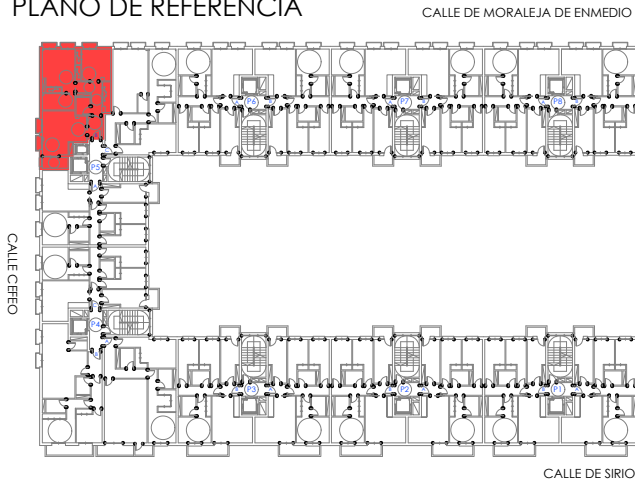 PLANO DE REFERENCIA
CALLE DE MORALEJA DE ENMEDIO
P6
P7
P8
P5
CALLE CEFEO
P4
P3
P2
P1
CALLE DE SIRIO